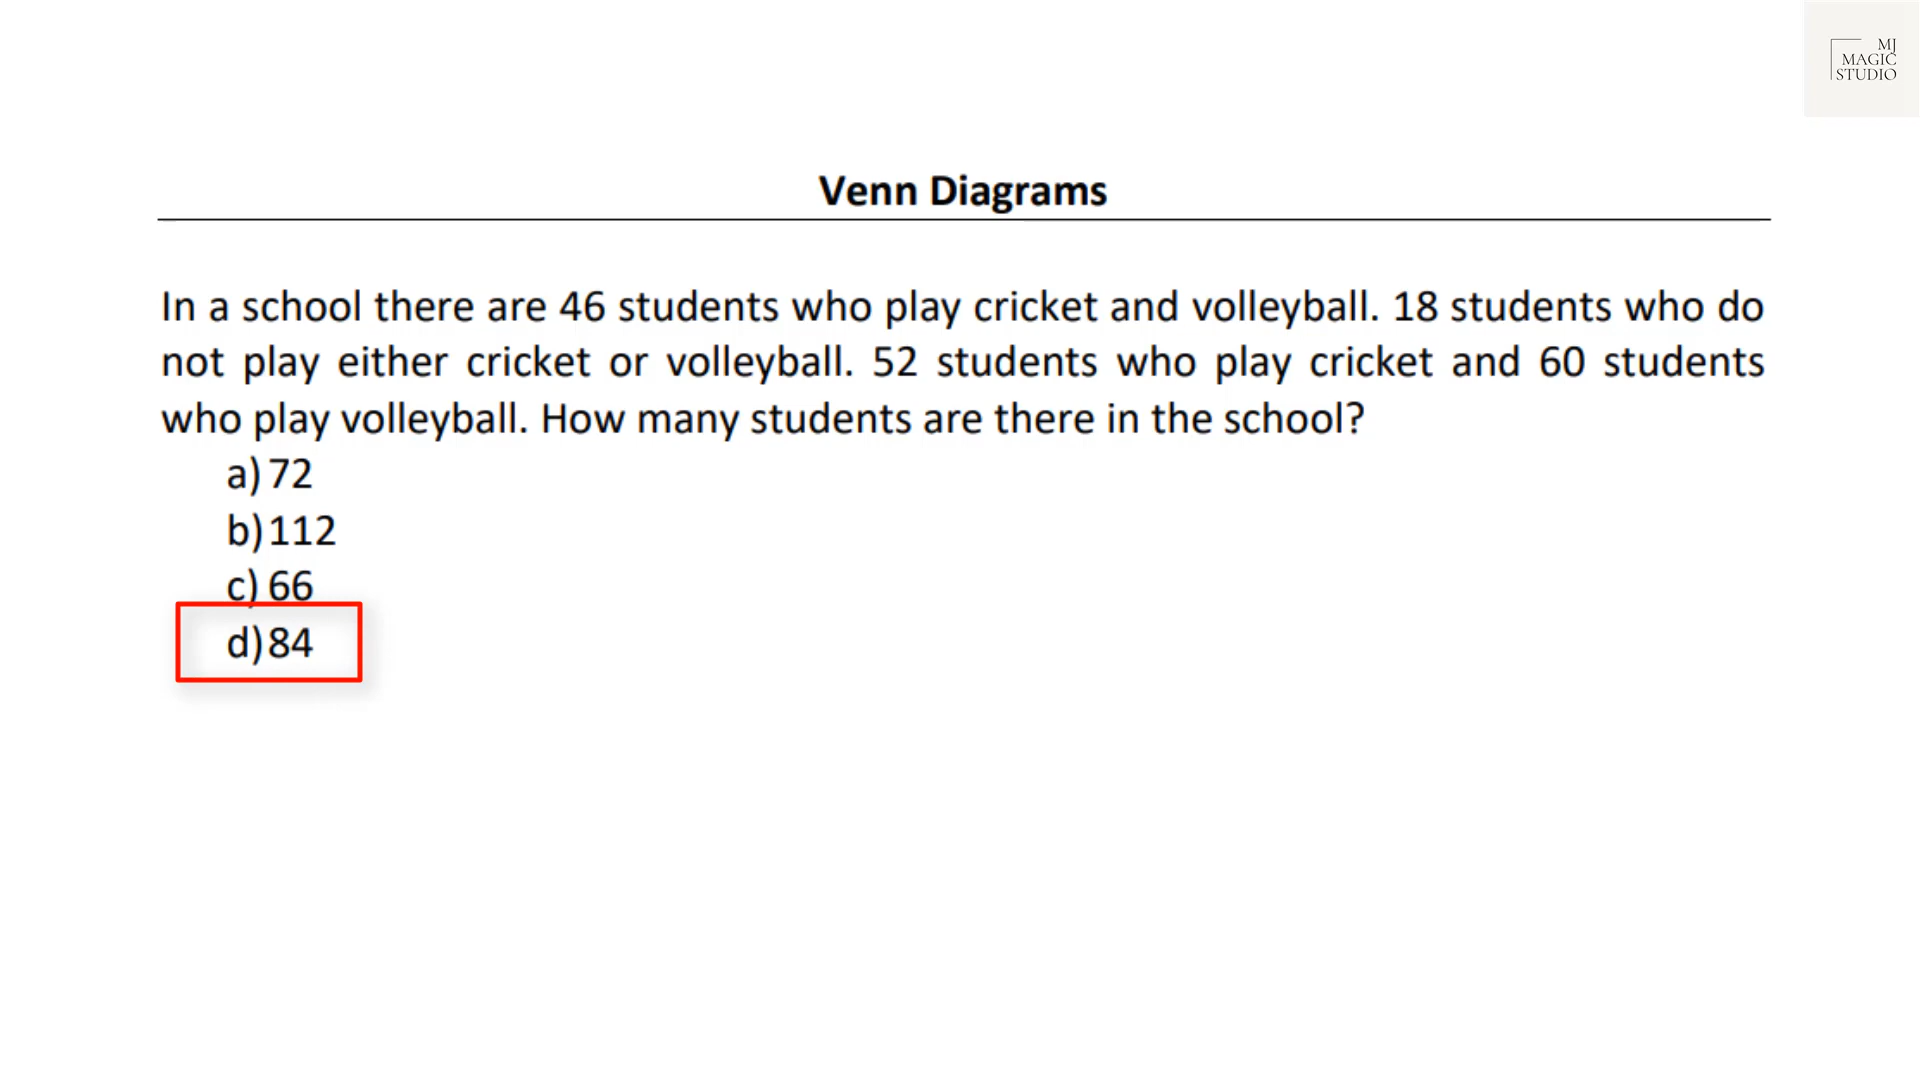 MJ
MAGIC
STUDIO
Venn Diagrams
In a school there are 46 students who play cricket and volleyball. 18 students who do
not play either cricket or volleyball. 52 students who play cricket and 60 students
who play volleyball. How many students are there in the school?
a) 72
b) 112
c) 66
d) 84